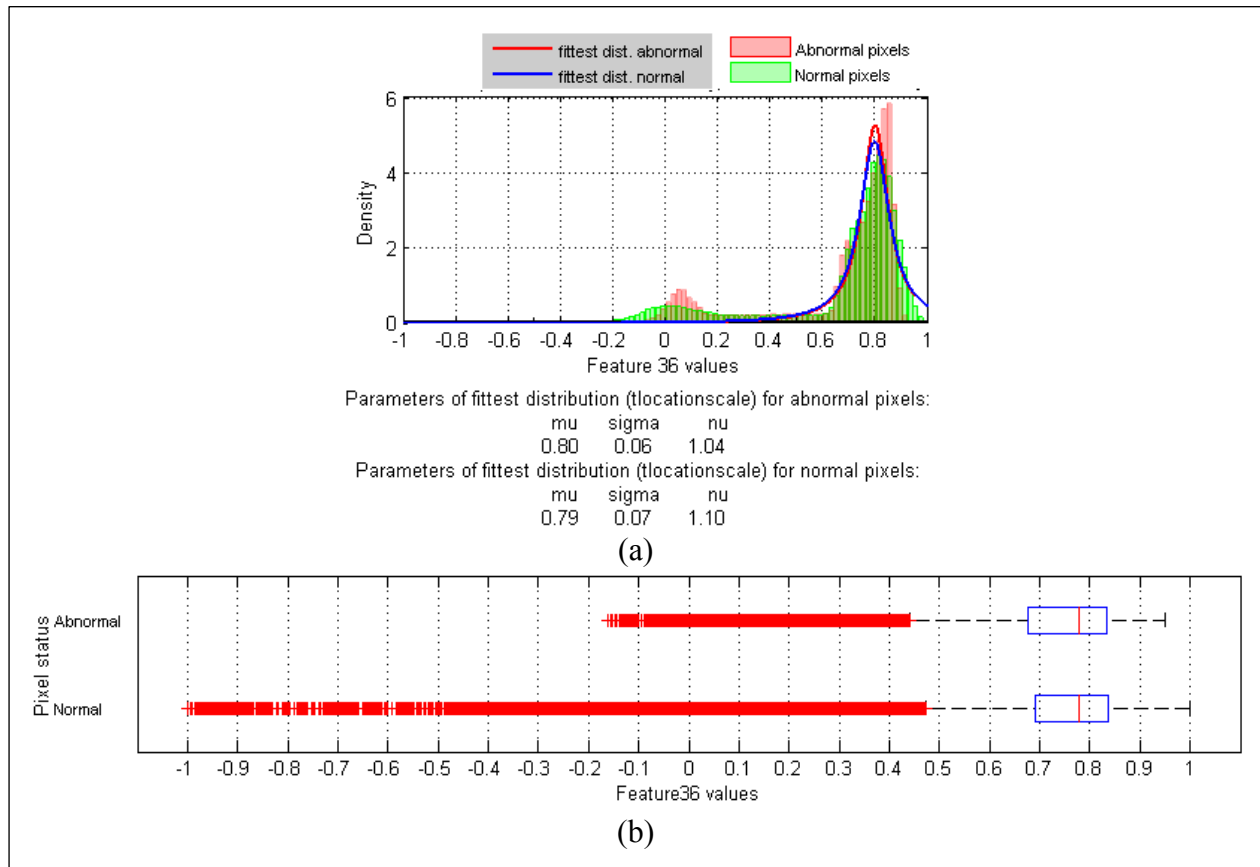 fittest dist. abnormal
fittest dist. normal
Abnormal pixels
Normal pixels
6
4
2
0
Density
-1 -0.8 -0.6 -0.4 -0.2 0 0.2 0.4 0.6 0.8 1
Feature 36 values
Parameters of fittest distribution (tlocationscale) for abnormal pixels:
mu sigma nu
0.80 0.06 1.04
Parameters of fittest distribution (tlocationscale) for normal pixels:
mu sigma nu
0.79 0.07 1.10
(a)
Pixel status
Abnormal
Normal
-1 -0.9 -0.8 -0.7 -0.6 -0.5 -0.4 -0.3 -0.2 -0.1 0 0.1 0.2 0.3 0.4 0.5 0.6 0.7 0.8 0.9 1
Feature36 values
(b)